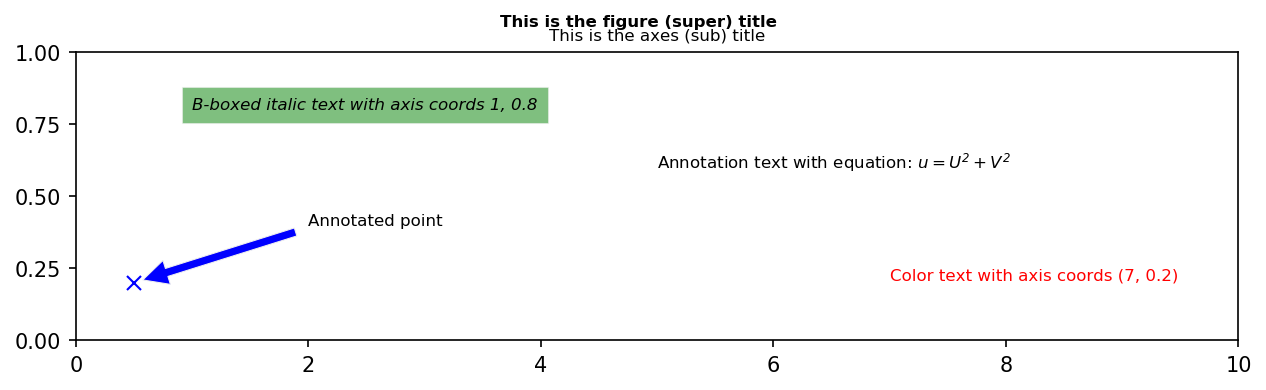 This is the figure (super) title
This is the axes (sub) title
1.00
B-boxed italic text with axis coords 1, 0.8
0.75
Annotation text with equation: u = U² + V²
0.50
Annotated point
0.25
Color text with axis coords (7, 0.2)
0.00
0 2 4 6 8 10